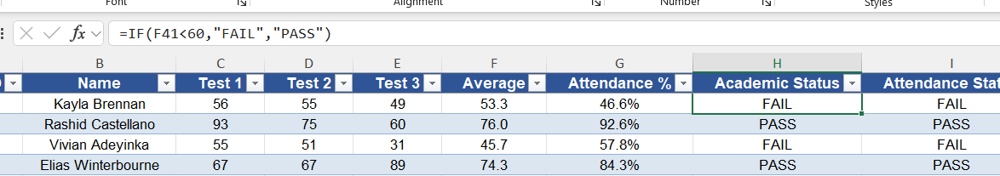 Font Alignment Number Styles
fx =IF(F41<60,"FAIL","PASS")
B C D E F G H I
Name Test 1 Test 2 Test 3 Average Attendance % Academic Status Attendance Stat
Kayla Brennan 56 55 49 53.3 46.6% FAIL FAIL
Rashid Castellano 93 75 60 76.0 92.6% PASS PASS
Vivian Adeyinka 55 51 31 45.7 57.8% FAIL FAIL
Elias Winterbourne 67 67 89 74.3 84.3% PASS PASS